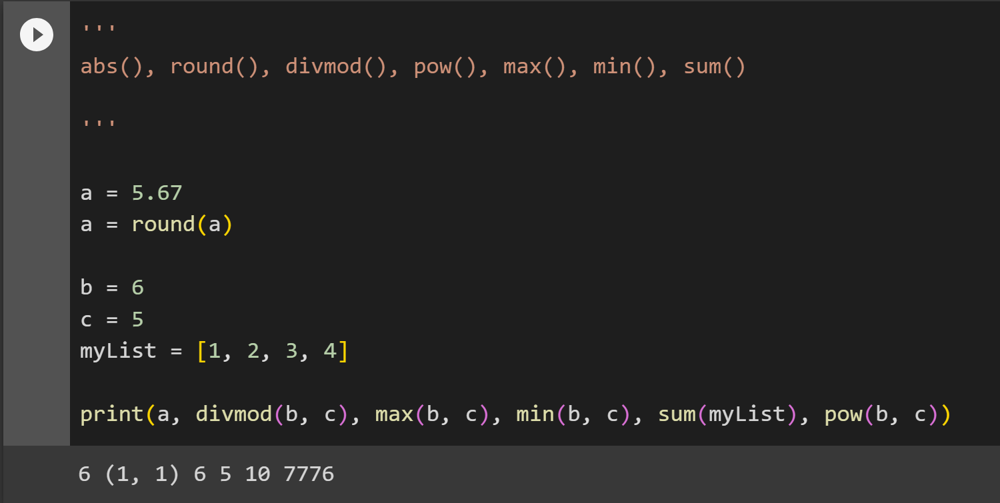 '''
abs(), round(), divmod(), pow(), max(), min(), sum()
'''
a = 5.67
a = round(a)
b = 6
c = 5
myList = [1, 2, 3, 4]
print(a, divmod(b, c), max(b, c), min(b, c), sum(myList), pow(b, c))
6 (1, 1) 6 5 10 7776